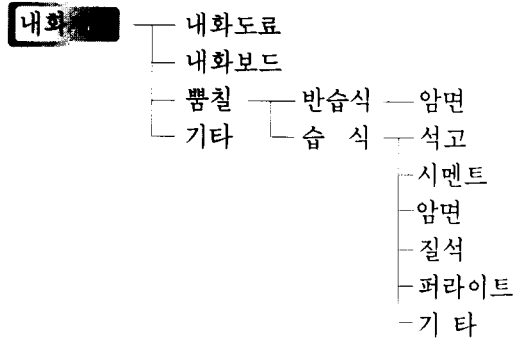 내화
내화도료
내화보드
뿜칠 반습식 암면
기타 습 식 석고
시멘트
암면
질석
퍼라이트
기 타